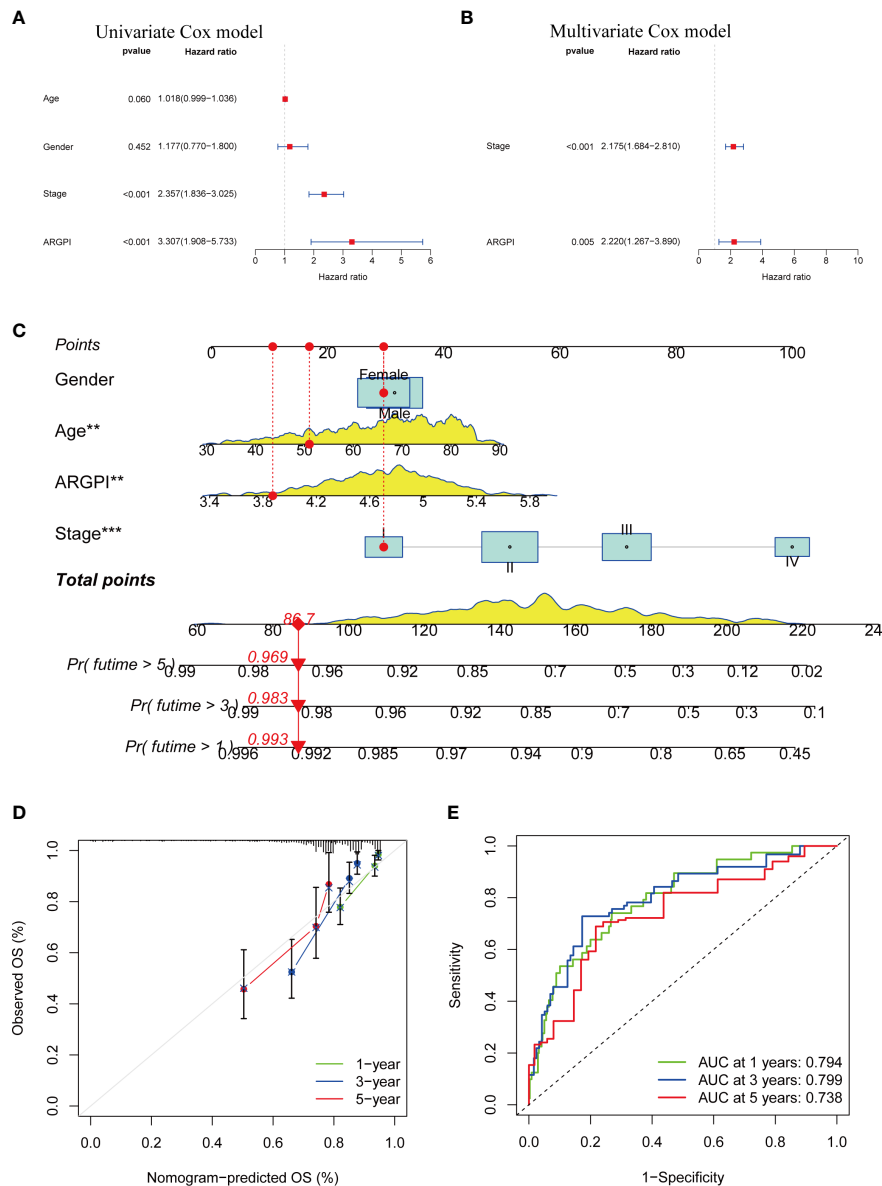 A
Univariate Cox model
pvalue Hazard ratio
Age 0.060 1.018(0.999−1.036)
Gender 0.452 1.177(0.770−1.800)
Stage <0.001 2.357(1.836−3.025)
ARGPI <0.001 3.307(1.908−5.733)
0 1 2 3 4 5 6
Hazard ratio
B
Multivariate Cox model
pvalue Hazard ratio
Stage <0.001 2.175(1.684−2.810)
ARGPI 0.005 2.220(1.267−3.890)
0 2 4 6 8 10
Hazard ratio
C
Points 0 20 40 60 80 100
Gender Female
Male
Age** 30 40 50 60 70 80 90
ARGPI** 3.4 3.8 4.2 4.6 5 5.4 5.8
Stage*** I II III IV
Total points
86.7
60 80 100 120 140 160 180 200 220 24
0.969
Pr( futime > 5 ) 0.99 0.98 0.96 0.92 0.85 0.7 0.5 0.3 0.12 0.02
0.983
Pr( futime > 3 ) 0.99 0.98 0.96 0.92 0.85 0.7 0.5 0.3 0.1
0.993
Pr( futime > 1 ) 0.996 0.992 0.985 0.97 0.94 0.9 0.8 0.65 0.45
D
Observed OS (%)
1.0
0.8
0.6
0.4
0.2
0.0
1−year
3−year
5−year
0.0 0.2 0.4 0.6 0.8 1.0
Nomogram−predicted OS (%)
E
Sensitivity
1.0
0.8
0.6
0.4
0.2
0.0
AUC at 1 years: 0.794
AUC at 3 years: 0.799
AUC at 5 years: 0.738
0.0 0.2 0.4 0.6 0.8 1.0
1−Specificity